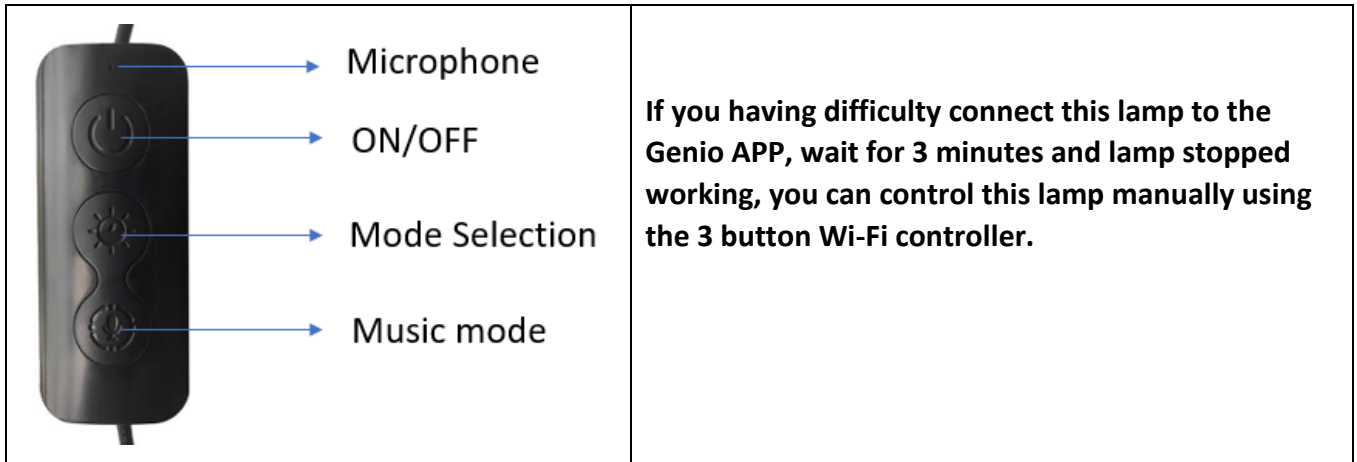 Microphone
ON/OFF
Mode Selection
Music mode
If you having difficulty connect this lamp to the
Genio APP, wait for 3 minutes and lamp stopped
working, you can control this lamp manually using
the 3 button Wi-Fi controller.